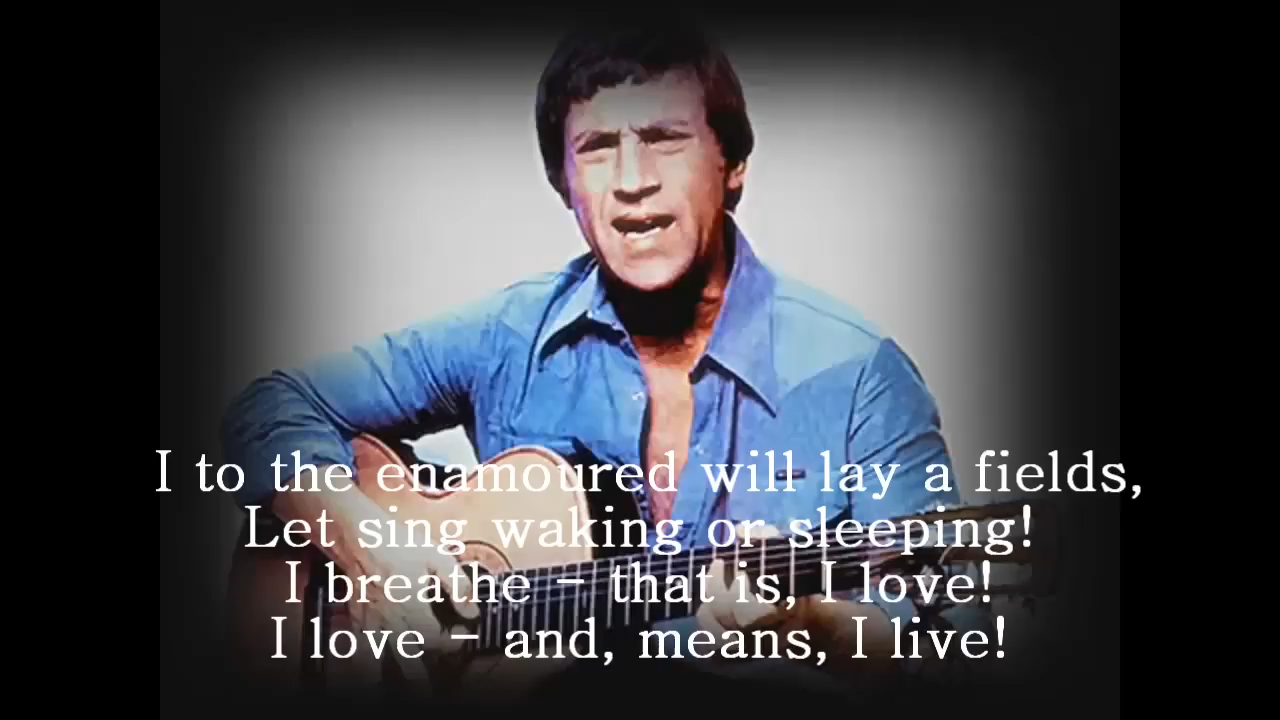 I to the enamoured will lay a fields,
Let sing waking or sleeping!
I breathe - that is, I love!
I love - and, means, I live!